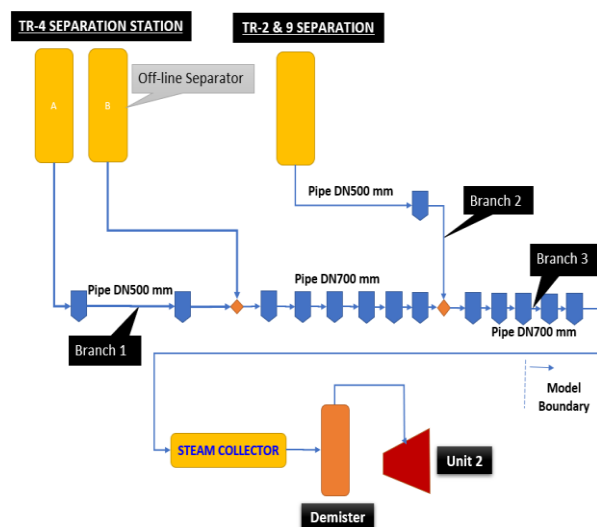 TR-4 SEPARATION STATION
TR-2 & 9 SEPARATION
Off-line Separator
A
B
Pipe DN500 mm
Branch 2
Pipe DN500 mm
Pipe DN700 mm
Branch 3
Branch 1
Pipe DN700 mm
Model
Boundary
STEAM COLLECTOR
Unit 2
Demister